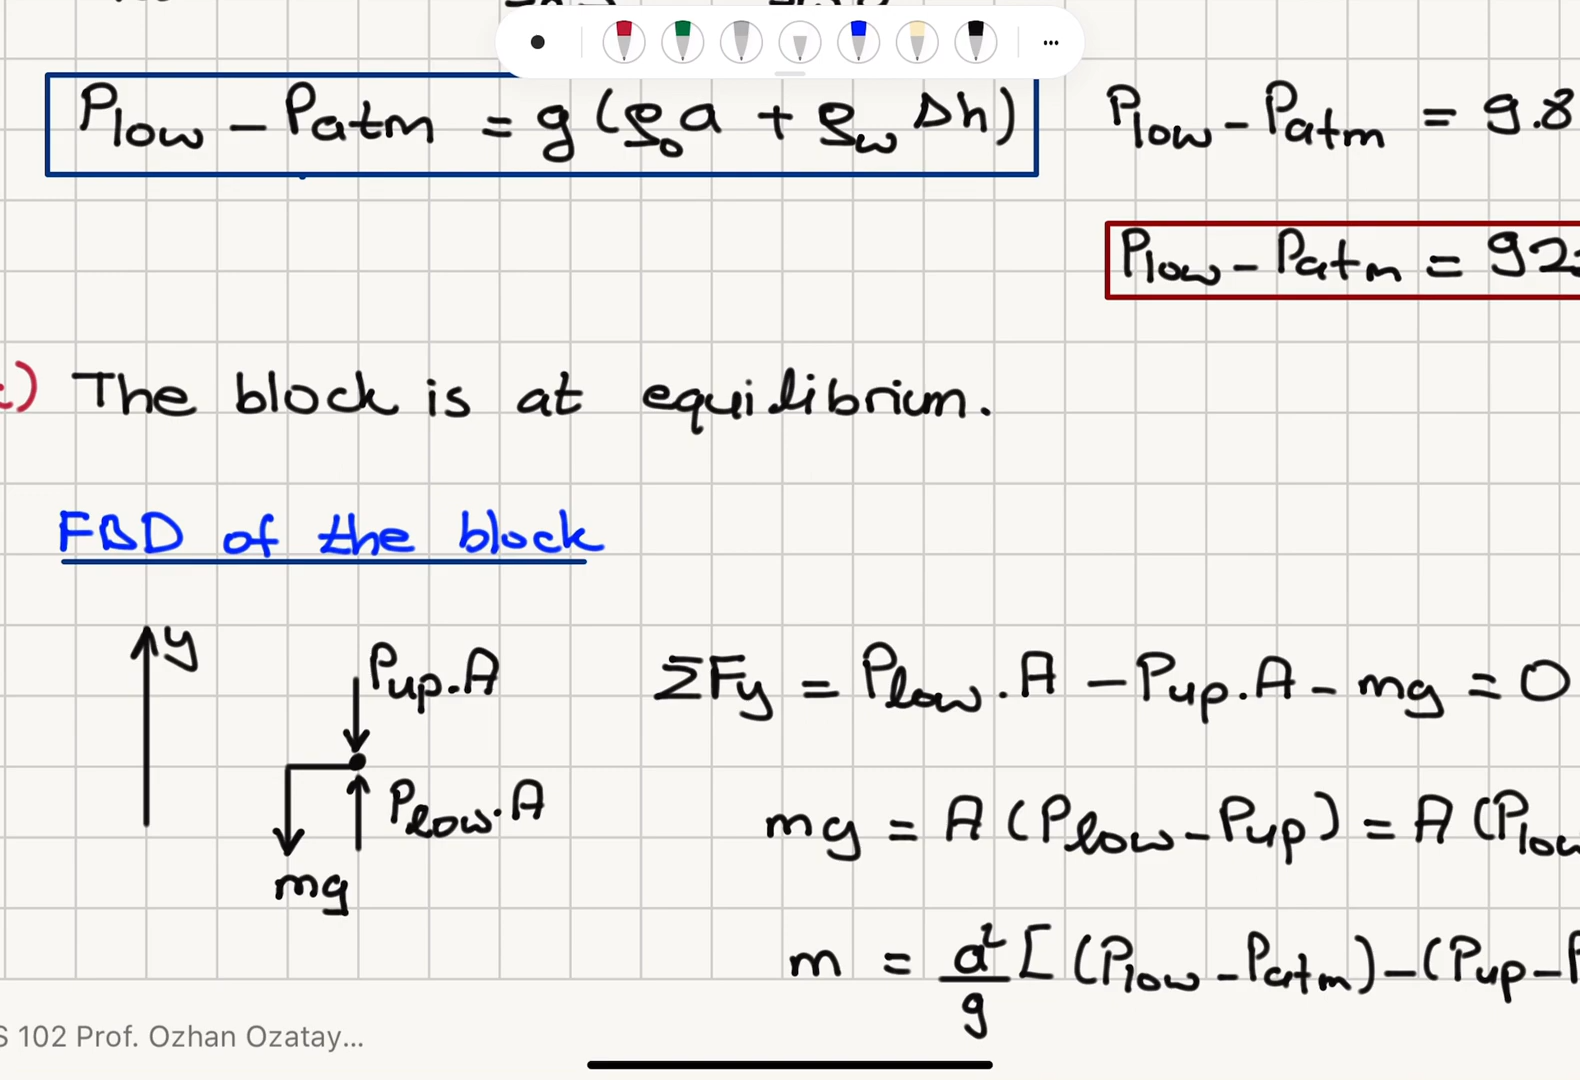 P_low - P_atm = g (ρ_o a + ρ_w Δh)
P_low - P_atm = 9.8
P_low - P_atm = 92
c) The block is at equilibrium.
FBD of the block
y
P_up.A
ΣF_y = P_low.A - P_up.A - mg = 0
P_low.A
mg = A (P_low - P_up) = A (P_low
mg
m = a²/g [(P_low - P_atm) - (P_up - P
S 102 Prof. Ozhan Ozatay...